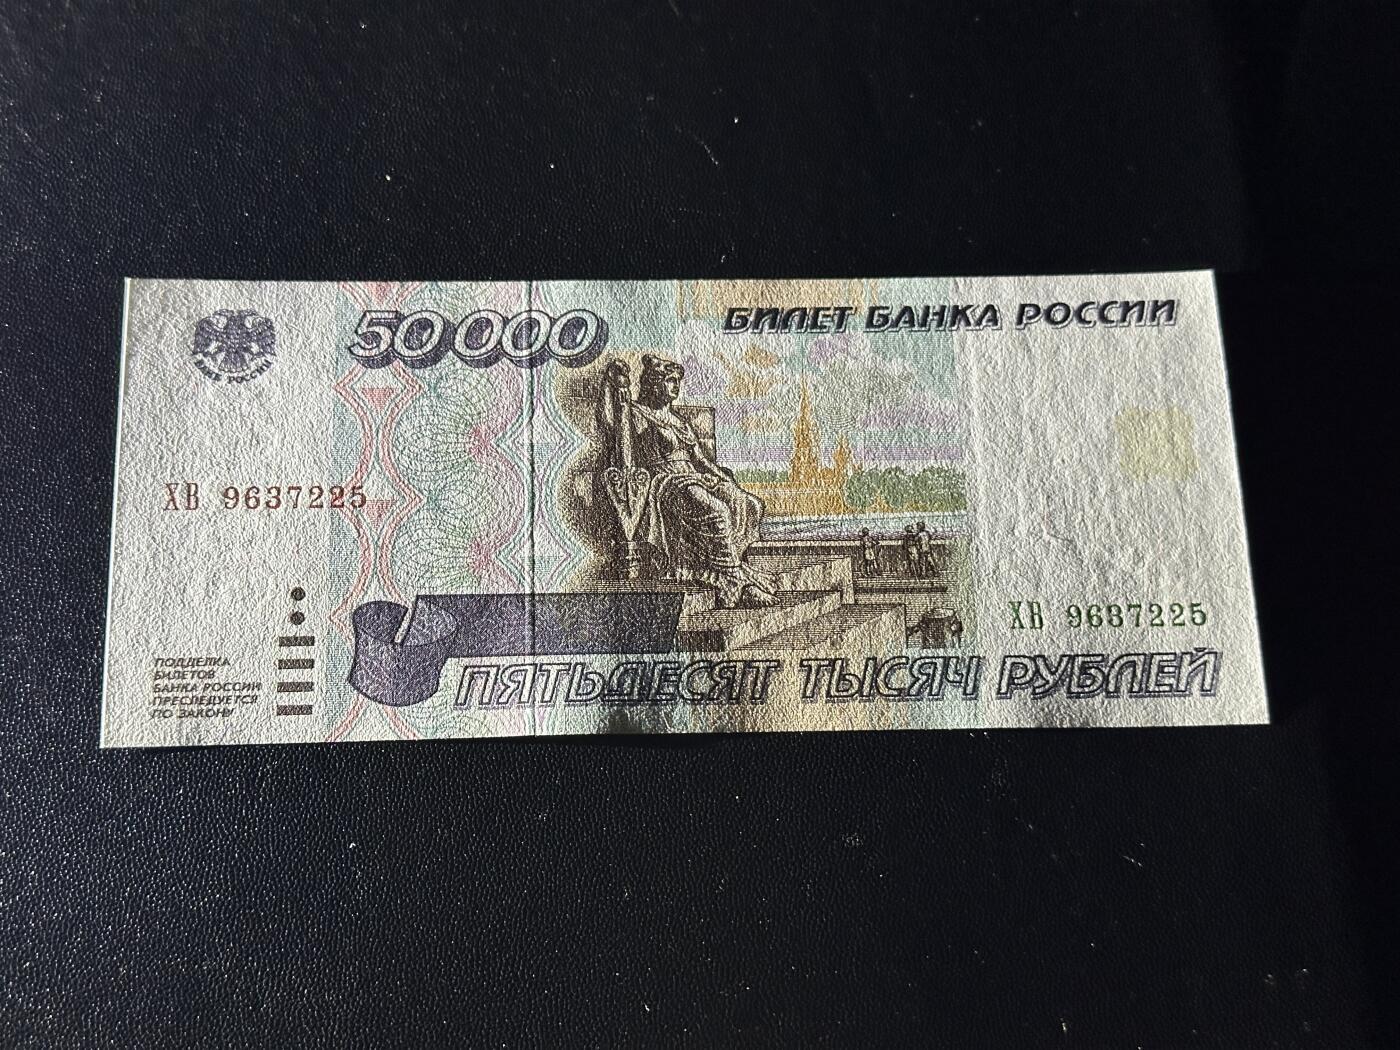 БАНК РОССИИ
50 000
БИЛЕТ БАНКА РОССИИ
ХВ 9637225
ХВ 9637225
ПОДДЕЛКА
БИЛЕТОВ
БАНКА РОССИИ
ПРЕСЛЕДУЕТСЯ
ПО ЗАКОНУ
ПЯТЬДЕСЯТ ТЫСЯЧ РУБЛЕЙ